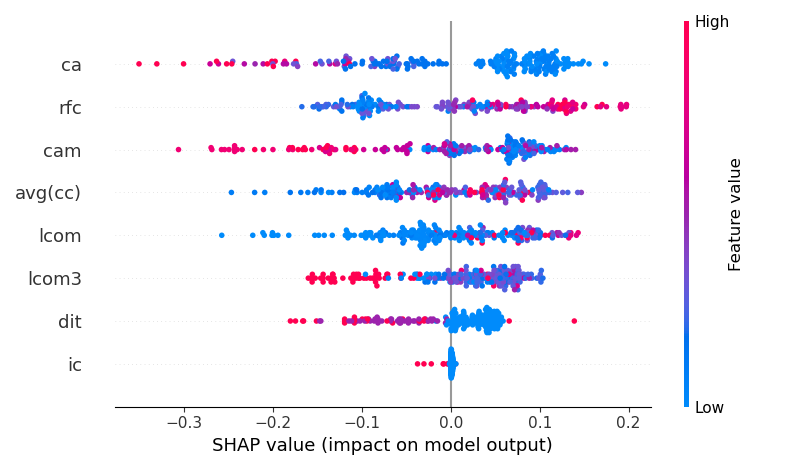 High
ca
rfc
cam
avg(cc)
lcom
lcom3
dit
ic
Feature value
Low
−0.3 −0.2 −0.1 0.0 0.1 0.2
SHAP value (impact on model output)